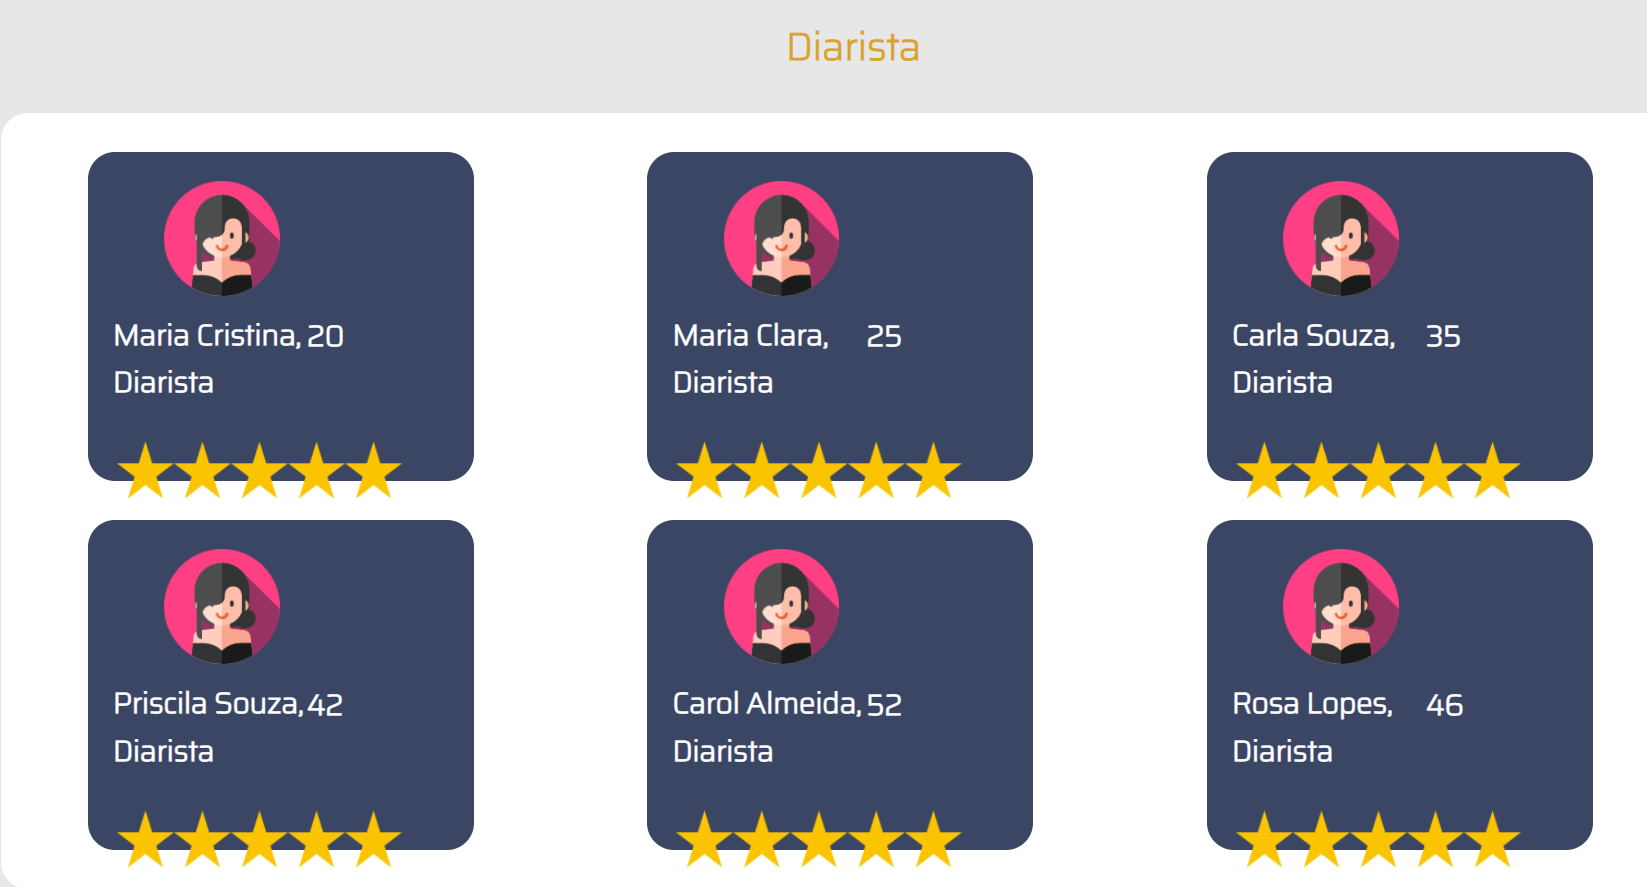 Diarista
Maria Cristina, 20
Diarista
Maria Clara, 25
Diarista
Carla Souza, 35
Diarista
Priscila Souza, 42
Diarista
Carol Almeida, 52
Diarista
Rosa Lopes, 46
Diarista